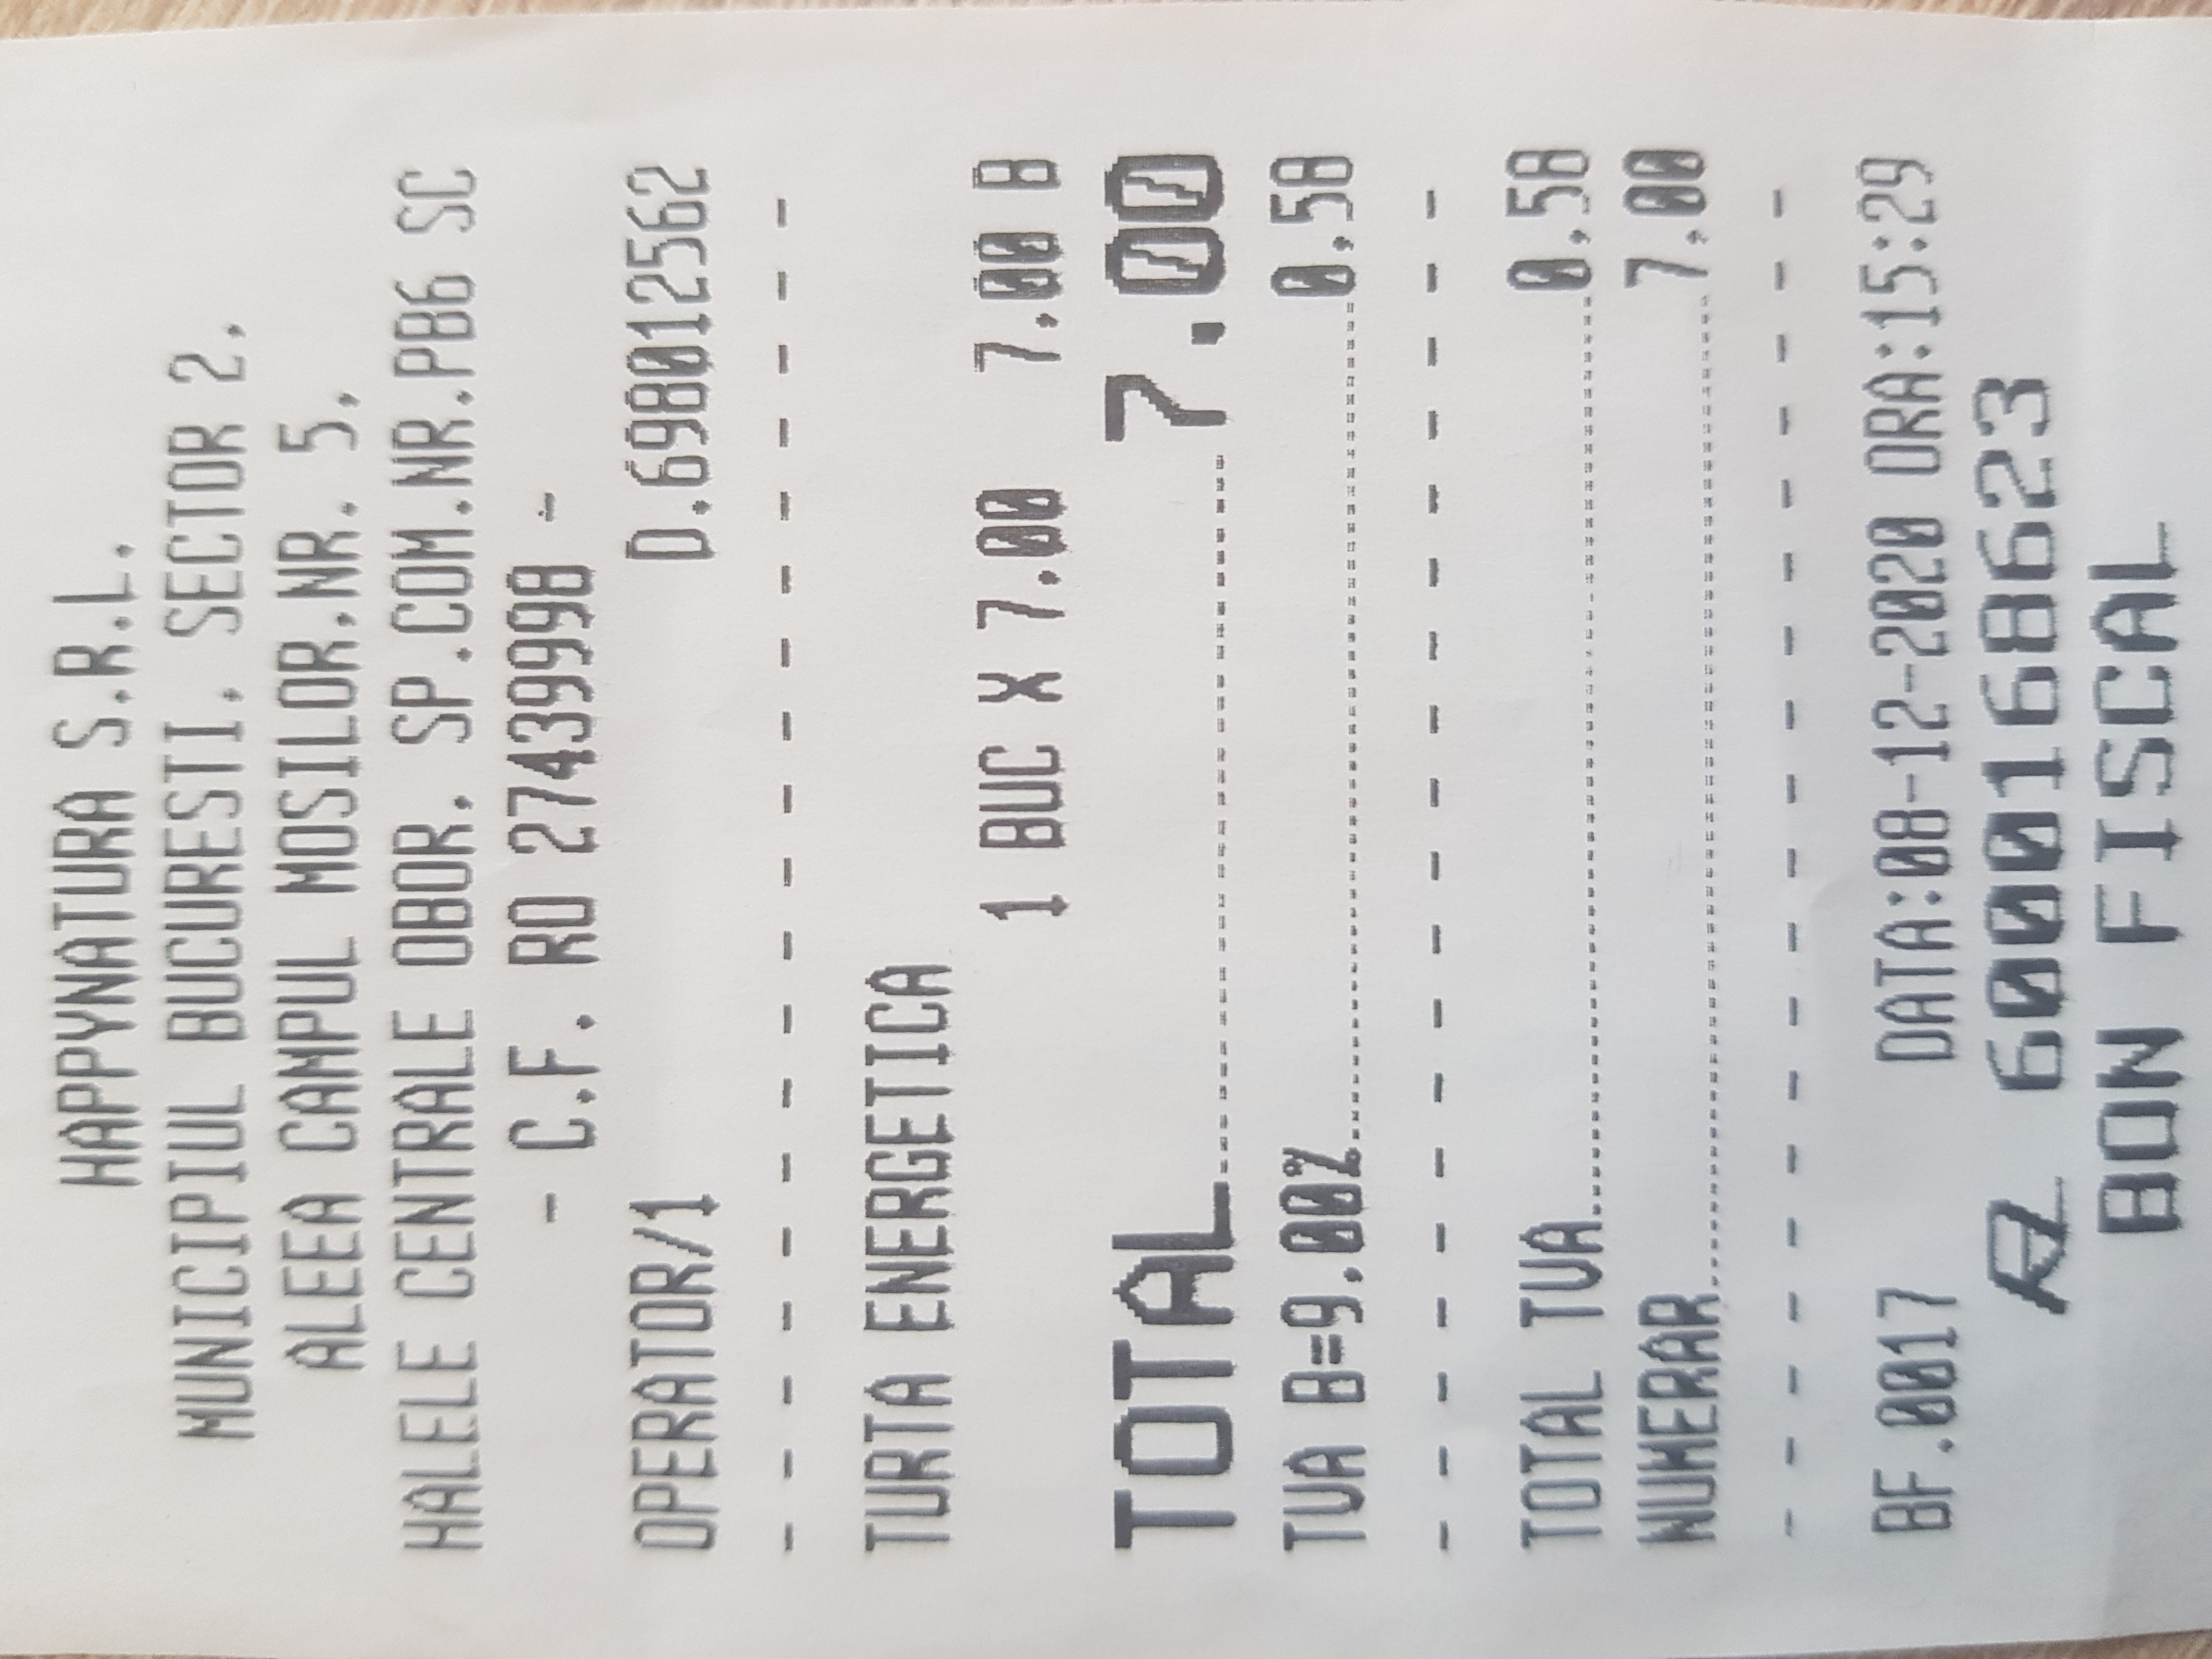 HAPPYNATURA S.R.L.
MUNICIPIUL BUCURESTI, SECTOR 2,
ALEEA CAMPUL MOSILOR,NR. 5,
HALELE CENTRALE OBOR, SP.COM.NR.PB6 SC
- C.F. RO 27439998 -
OPERATOR/1 D.698012562
- - - - - - - - - - - - - - - - - - -
TURTA ENERGETICA
1 BUC X 7.00 7.00 B
TOTAL 7.00
TVA B=9.00% 0.58
- - - - - - - - - - - - - - - - - - -
TOTAL TVA 0.58
NUMERAR 7.00
- - - - - - - - - - - - - - - - - - -
BF.0017 DATA:08-12-2020 ORA:15:29
6000168623
BON FISCAL